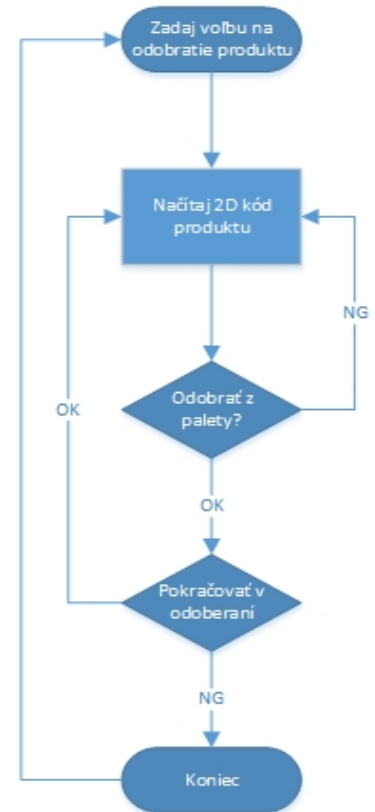 Zadaj voľbu na
odobratie produktu
Načítaj 2D kód
produktu
NG
Odobrať z
palety?
OK
OK
Pokračovať v
odoberaní
NG
Koniec